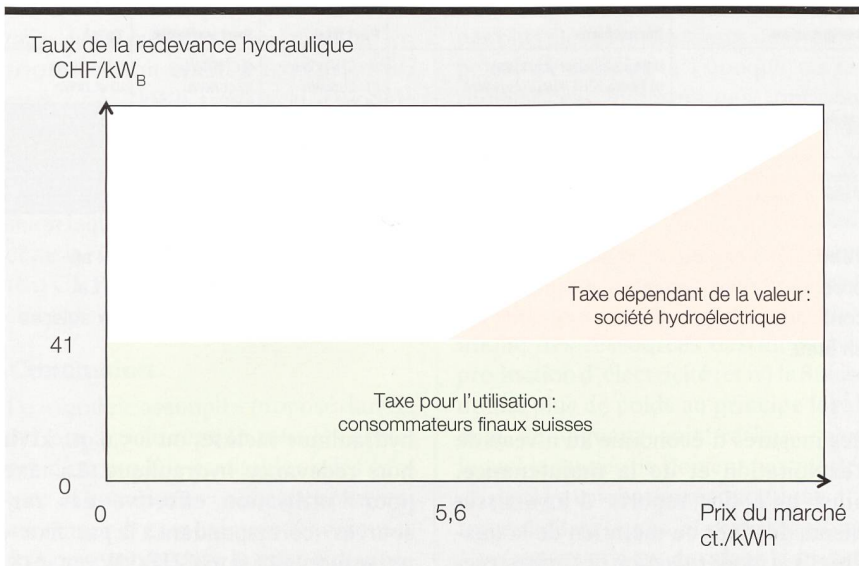 Taux de la redevance hydraulique
CHF/kWB
Taxe dépendant de la valeur :
société hydroélectrique
41
Taxe pour l'utilisation :
consommateurs finaux suisses
0
0
5,6
Prix du marché
ct./kWh